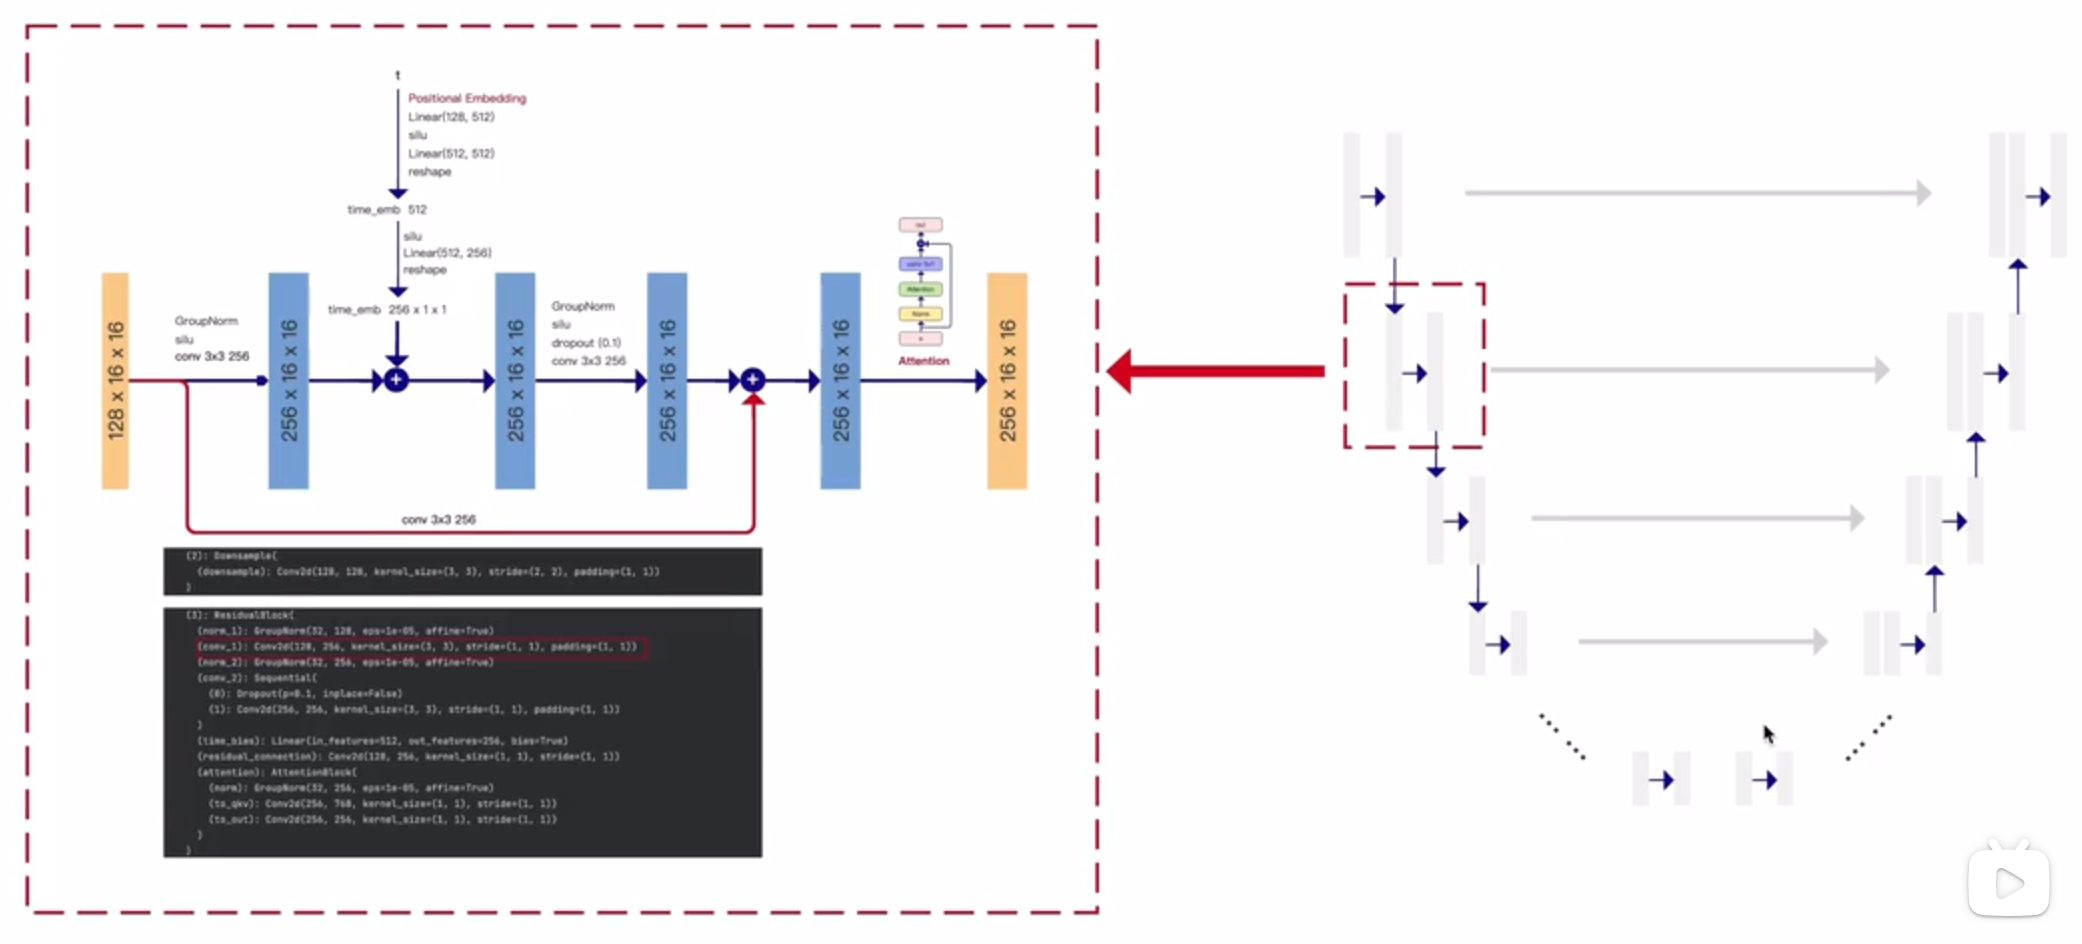 t
Positional Embedding
Linear(128, 512)
silu
Linear(512, 512)
reshape
time_emb 512
silu
Linear(512, 256)
reshape
time_emb 256 x 1 x 1
128 x 16 x 16
GroupNorm
silu
conv 3x3 256
256 x 16 x 16
256 x 16 x 16
GroupNorm
silu
dropout (0.1)
conv 3x3 256
256 x 16 x 16
256 x 16 x 16
out
conv 1x1
Attention
Norm
x
Attention
256 x 16 x 16
conv 3x3 256
(2): Downsample(
(downsample): Conv2d(128, 128, kernel_size=(3, 3), stride=(2, 2), padding=(1, 1))
)
(3): ResidualBlock(
(norm_1): GroupNorm(32, 128, eps=1e-05, affine=True)
(conv_1): Conv2d(128, 256, kernel_size=(3, 3), stride=(1, 1), padding=(1, 1))
(norm_2): GroupNorm(32, 256, eps=1e-05, affine=True)
(conv_2): Sequential(
(0): Dropout(p=0.1, inplace=False)
(1): Conv2d(256, 256, kernel_size=(3, 3), stride=(1, 1), padding=(1, 1))
)
(time_bias): Linear(in_features=512, out_features=256, bias=True)
(residual_connection): Conv2d(128, 256, kernel_size=(1, 1), stride=(1, 1))
(attention): AttentionBlock(
(norm): GroupNorm(32, 256, eps=1e-05, affine=True)
(to_qkv): Conv2d(256, 768, kernel_size=(1, 1), stride=(1, 1))
(to_out): Conv2d(256, 256, kernel_size=(1, 1), stride=(1, 1))
)
)